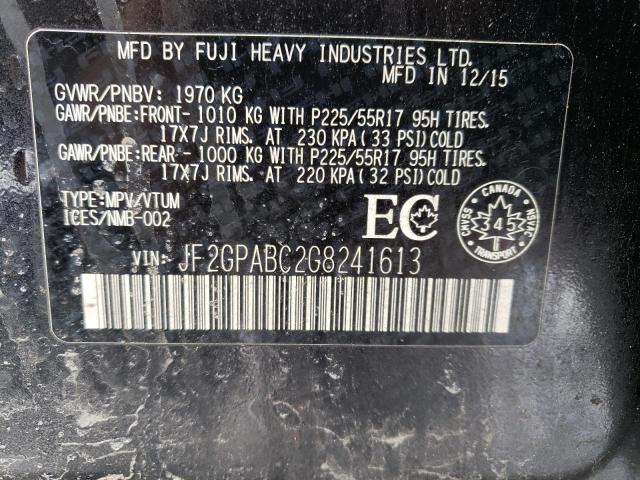 MFD BY FUJI HEAVY INDUSTRIES LTD.
MFD IN 12/15
GVWR/PNBV: 1970 KG
GAWR/PNBE:FRONT- 1010 KG WITH P225/55R17 95H TIRES.
17X7J RIMS. AT 230 KPA (33 PSI) COLD
GAWR/PNBE:REAR - 1000 KG WITH P225/55R17 95H TIRES.
17X7J RIMS. AT 220 KPA (32 PSI) COLD
TYPE:MPV/VTUM
ICES/NMB-002
EC
CANADA
CMVSS
NSVAC
345
TRANSPORT
VIN: JF2GPABC2G8241613